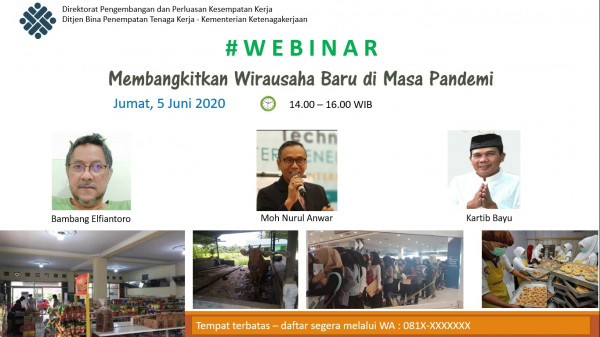 Direktorat Pengembangan dan Perluasan Kesempatan Kerja
Ditjen Bina Penempatan Tenaga Kerja - Kementerian Ketenagakerjaan
#WEBINAR
Membangkitkan Wirausaha Baru di Masa Pandemi
Jumat, 5 Juni 2020
14.00 – 16.00 WIB
Techn
Bambang Elfiantoro
Moh Nurul Anwar
Kartib Bayu
Tempat terbatas – daftar segera melalui WA : 081X-XXXXXXX